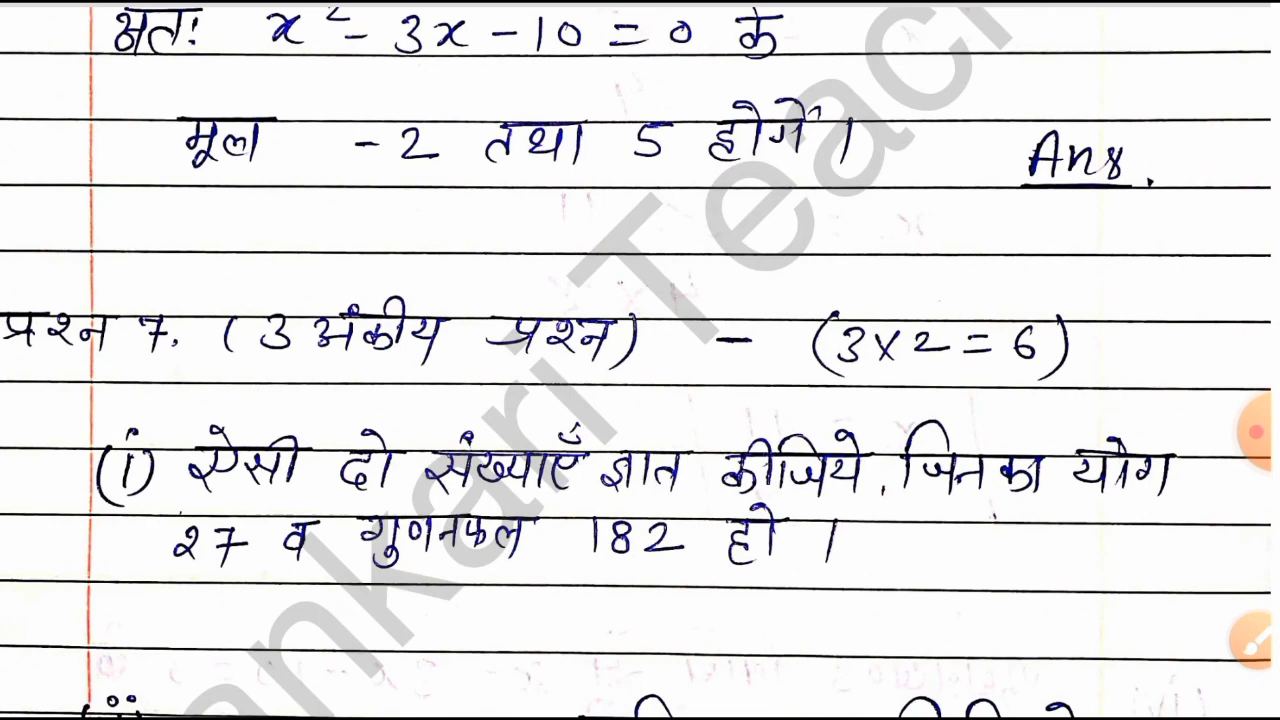 अतः x² - 3x - 10 = 0 के
मूल - 2 तथा 5 होगें।
Ans.
प्रश्न 7. (3 अंकीय प्रश्न) - (3×2=6)
(i) ऐसी दो संख्याएँ ज्ञात कीजिये, जिनका योग
27 व गुणनफल 182 हो।